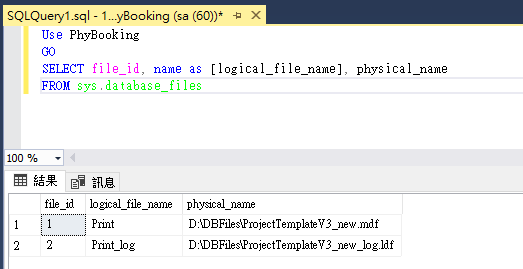 SQLQuery1.sql - 1...yBooking (sa (60))*
Use PhyBooking
GO
SELECT file_id, name as [logical_file_name], physical_name
FROM sys.database_files
100 %
結果 訊息
file_id logical_file_name physical_name
1 1 Print D:\DBFiles\ProjectTemplateV3_new.mdf
2 2 Print_log D:\DBFiles\ProjectTemplateV3_new_log.ldf